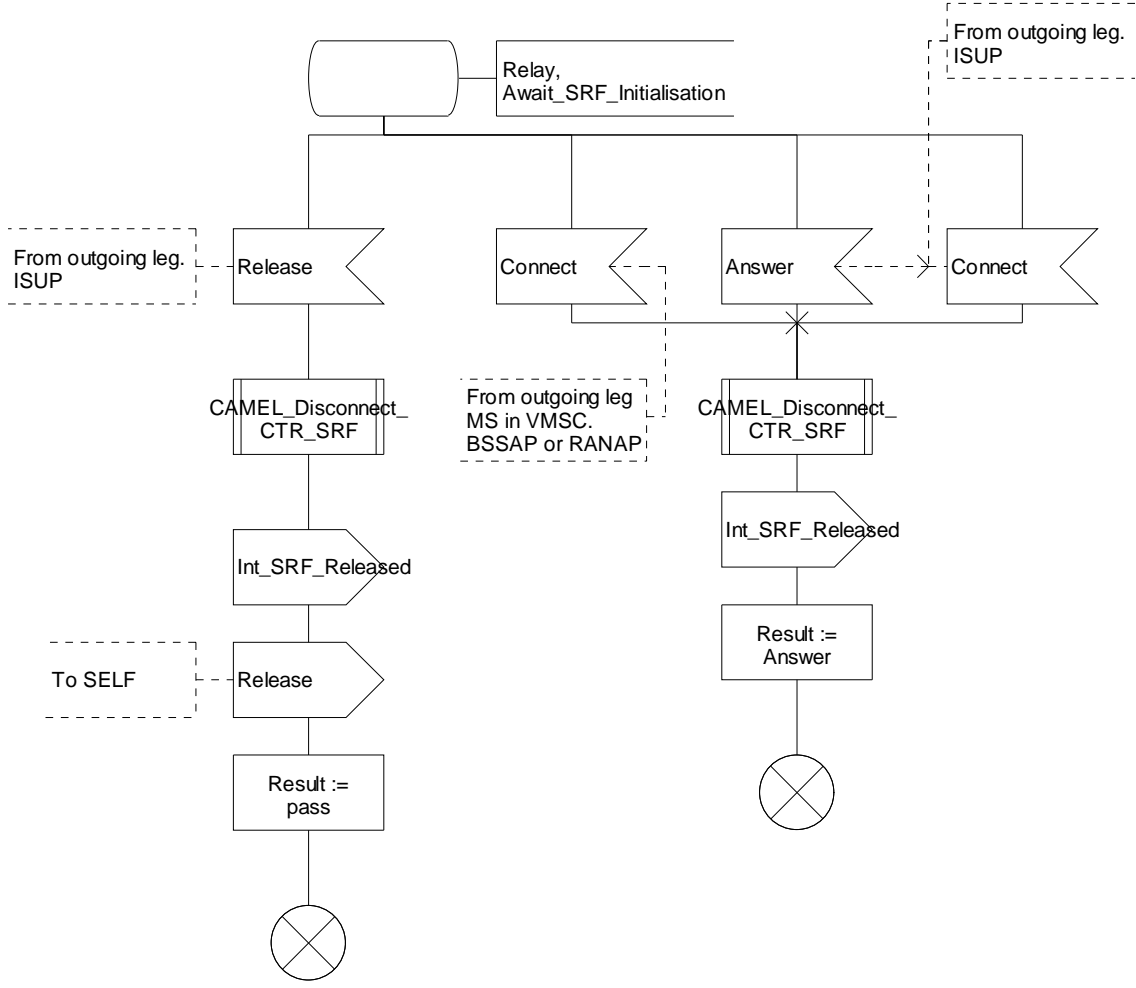 From outgoing leg.
ISUP
Relay,
Await_SRF_Initialisation
From outgoing leg.
ISUP
Release
Connect
Answer
Connect
CAMEL_Disconnect_
CTR_SRF
From outgoing leg
MS in VMSC.
BSSAP or RANAP
CAMEL_Disconnect_
CTR_SRF
Int_SRF_Released
Int_SRF_Released
To SELF
Release
Result :=
Answer
Result :=
pass